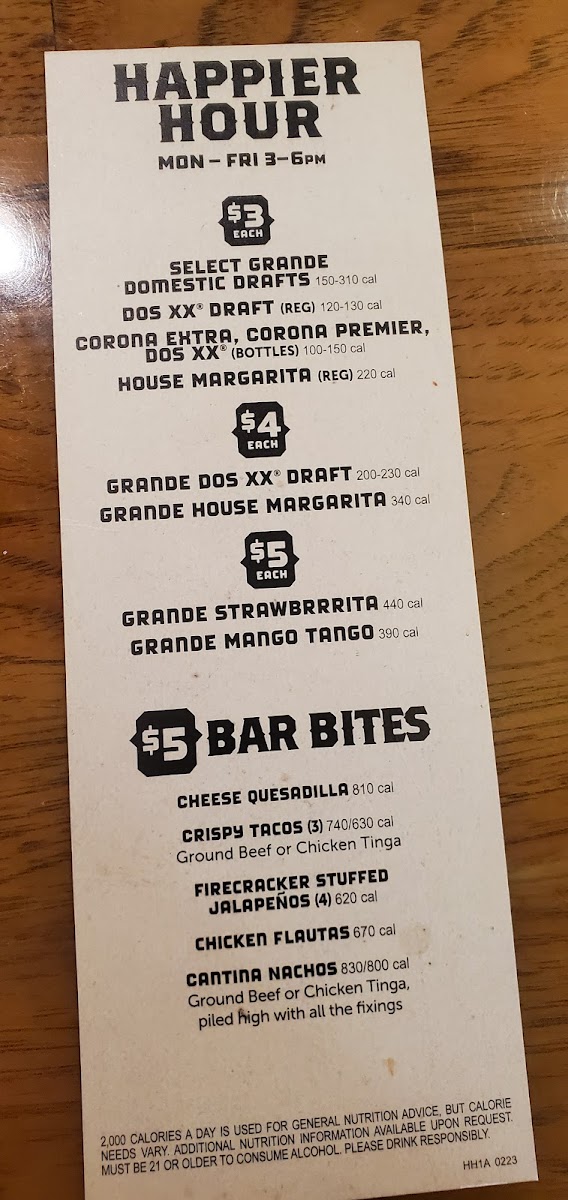 HAPPIER
HOUR
MON – FRI 3–6PM
$3
EACH
SELECT GRANDE
DOMESTIC DRAFTS 150-310 cal
DOS XX® DRAFT (REG) 120-130 cal
CORONA EXTRA, CORONA PREMIER,
DOS XX® (BOTTLES) 100-150 cal
HOUSE MARGARITA (REG) 220 cal
$4
EACH
GRANDE DOS XX® DRAFT 200-230 cal
GRANDE HOUSE MARGARITA 340 cal
$5
EACH
GRANDE STRAWBRRRITA 440 cal
GRANDE MANGO TANGO 390 cal
$5 BAR BITES
CHEESE QUESADILLA 810 cal
CRISPY TACOS (3) 740/630 cal
Ground Beef or Chicken Tinga
FIRECRACKER STUFFED
JALAPEÑOS (4) 620 cal
CHICKEN FLAUTAS 670 cal
CANTINA NACHOS 830/800 cal
Ground Beef or Chicken Tinga,
piled high with all the fixings
2,000 CALORIES A DAY IS USED FOR GENERAL NUTRITION ADVICE, BUT CALORIE
NEEDS VARY. ADDITIONAL NUTRITION INFORMATION AVAILABLE UPON REQUEST.
MUST BE 21 OR OLDER TO CONSUME ALCOHOL. PLEASE DRINK RESPONSIBLY.
HH1A 0223